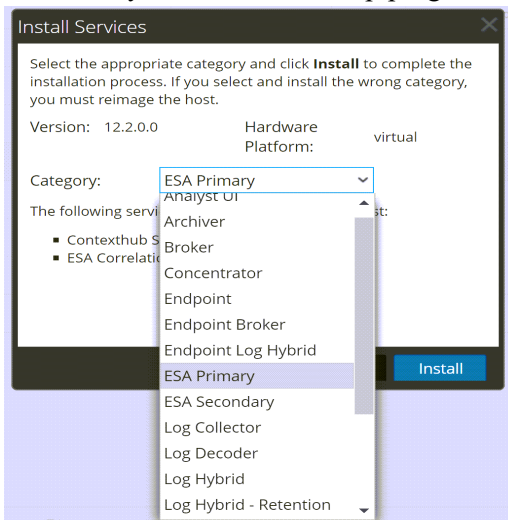 Install Services
Select the appropriate category and click Install to complete the
installation process. If you select and install the wrong category,
you must reimage the host.
Version: 12.2.0.0 Hardware Platform: virtual
Category: ESA Primary
The following servi st:
Contexthub S
ESA Correlatio
Analyst UI
Archiver
Broker
Concentrator
Endpoint
Endpoint Broker
Endpoint Log Hybrid
ESA Primary
ESA Secondary
Log Collector
Log Decoder
Log Hybrid
Log Hybrid - Retention
Install